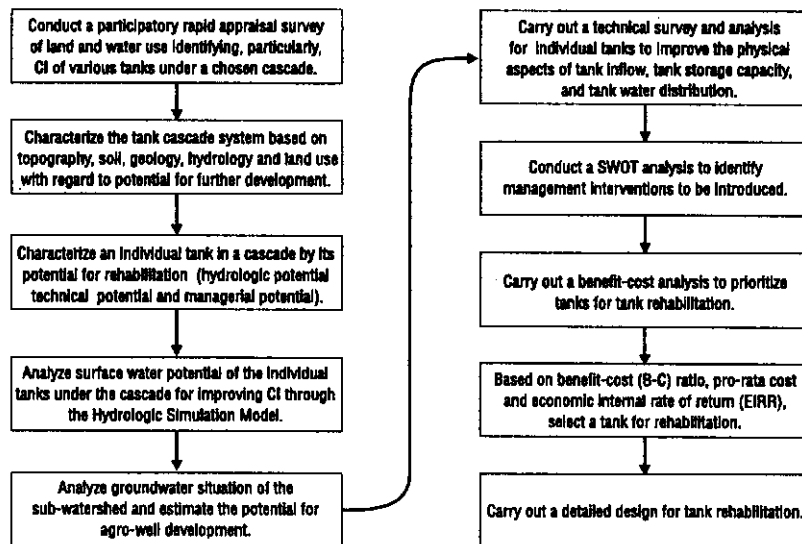 Conduct a participatory rapid appraisal survey
of land and water use identifying, particularly,
CI of various tanks under a chosen cascade.
Characterize the tank cascade system based on
topography, soil, geology, hydrology and land use
with regard to potential for further development.
Characterize an individual tank in a cascade by its
potential for rehabilitation (hydrologic potential
technical potential and managerial potential).
Analyze surface water potential of the individual
tanks under the cascade for improving CI through
the Hydrologic Simulation Model.
Analyze groundwater situation of the
sub-watershed and estimate the potential for
agro-well development.
Carry out a technical survey and analysis
for individual tanks to improve the physical
aspects of tank inflow, tank storage capacity,
and tank water distribution.
Conduct a SWOT analysis to identify
management interventions to be introduced.
Carry out a benefit-cost analysis to prioritize
tanks for tank rehabilitation.
Based on benefit-cost (B-C) ratio, pro-rata cost
and economic internal rate of return (EIRR),
select a tank for rehabilitation.
Carry out a detailed design for tank rehabilitation.